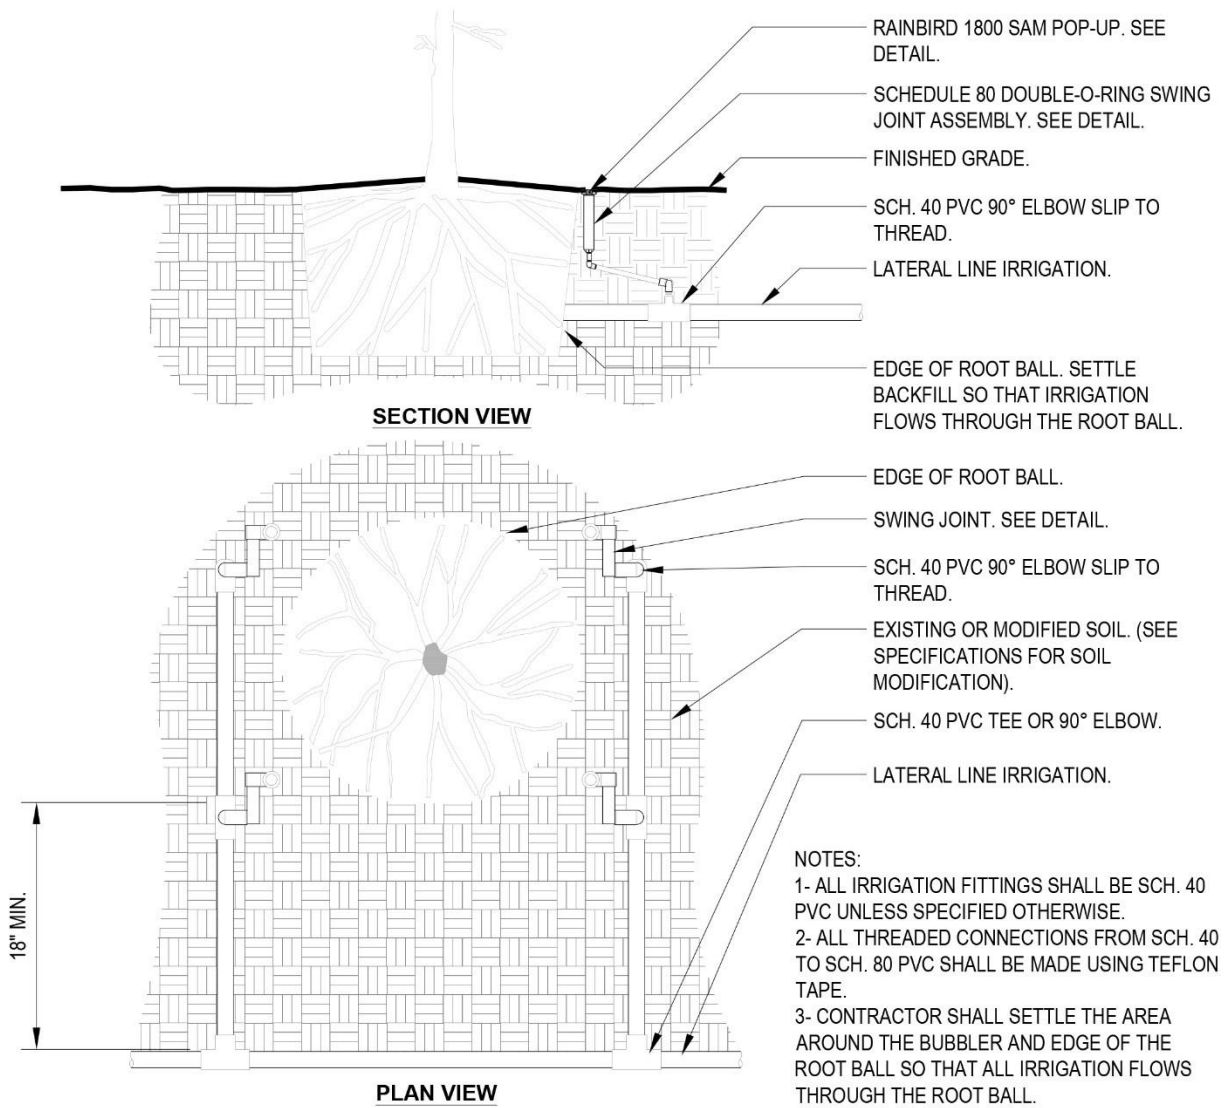 RAINBIRD 1800 SAM POP-UP. SEE
DETAIL.
SCHEDULE 80 DOUBLE-O-RING SWING
JOINT ASSEMBLY. SEE DETAIL.
FINISHED GRADE.
SCH. 40 PVC 90° ELBOW SLIP TO
THREAD.
LATERAL LINE IRRIGATION.
EDGE OF ROOT BALL. SETTLE
BACKFILL SO THAT IRRIGATION
FLOWS THROUGH THE ROOT BALL.
SECTION VIEW
EDGE OF ROOT BALL.
SWING JOINT. SEE DETAIL.
SCH. 40 PVC 90° ELBOW SLIP TO
THREAD.
EXISTING OR MODIFIED SOIL. (SEE
SPECIFICATIONS FOR SOIL
MODIFICATION).
SCH. 40 PVC TEE OR 90° ELBOW.
LATERAL LINE IRRIGATION.
18" MIN.
NOTES:
1- ALL IRRIGATION FITTINGS SHALL BE SCH. 40
PVC UNLESS SPECIFIED OTHERWISE.
2- ALL THREADED CONNECTIONS FROM SCH. 40
TO SCH. 80 PVC SHALL BE MADE USING TEFLON
TAPE.
3- CONTRACTOR SHALL SETTLE THE AREA
AROUND THE BUBBLER AND EDGE OF THE
ROOT BALL SO THAT ALL IRRIGATION FLOWS
THROUGH THE ROOT BALL.
PLAN VIEW